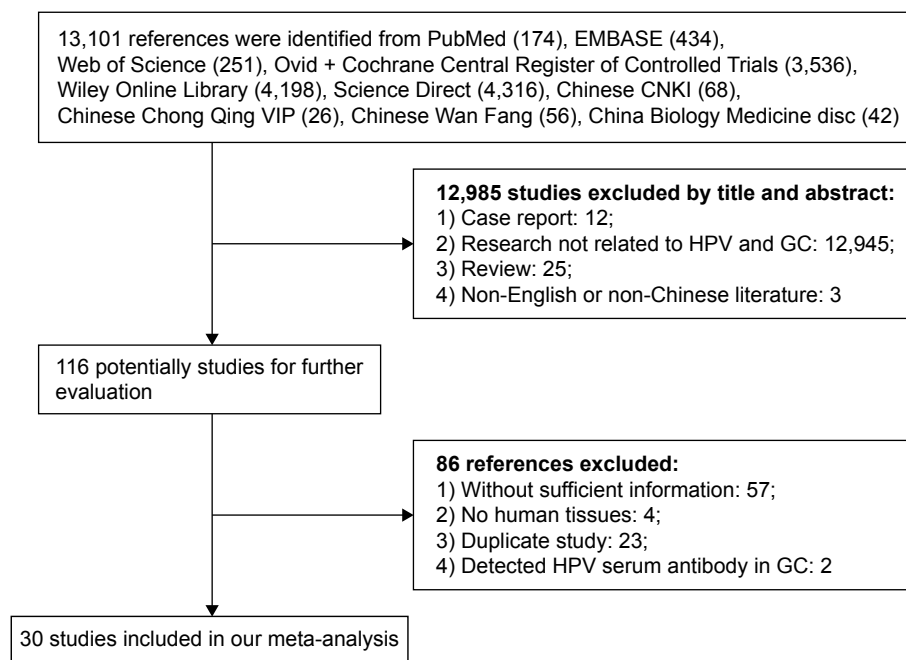 13,101 references were identified from PubMed (174), EMBASE (434),
Web of Science (251), Ovid + Cochrane Central Register of Controlled Trials (3,536),
Wiley Online Library (4,198), Science Direct (4,316), Chinese CNKI (68),
Chinese Chong Qing VIP (26), Chinese Wan Fang (56), China Biology Medicine disc (42)
12,985 studies excluded by title and abstract:
1) Case report: 12;
2) Research not related to HPV and GC: 12,945;
3) Review: 25;
4) Non-English or non-Chinese literature: 3
116 potentially studies for further
evaluation
86 references excluded:
1) Without sufficient information: 57;
2) No human tissues: 4;
3) Duplicate study: 23;
4) Detected HPV serum antibody in GC: 2
30 studies included in our meta-analysis